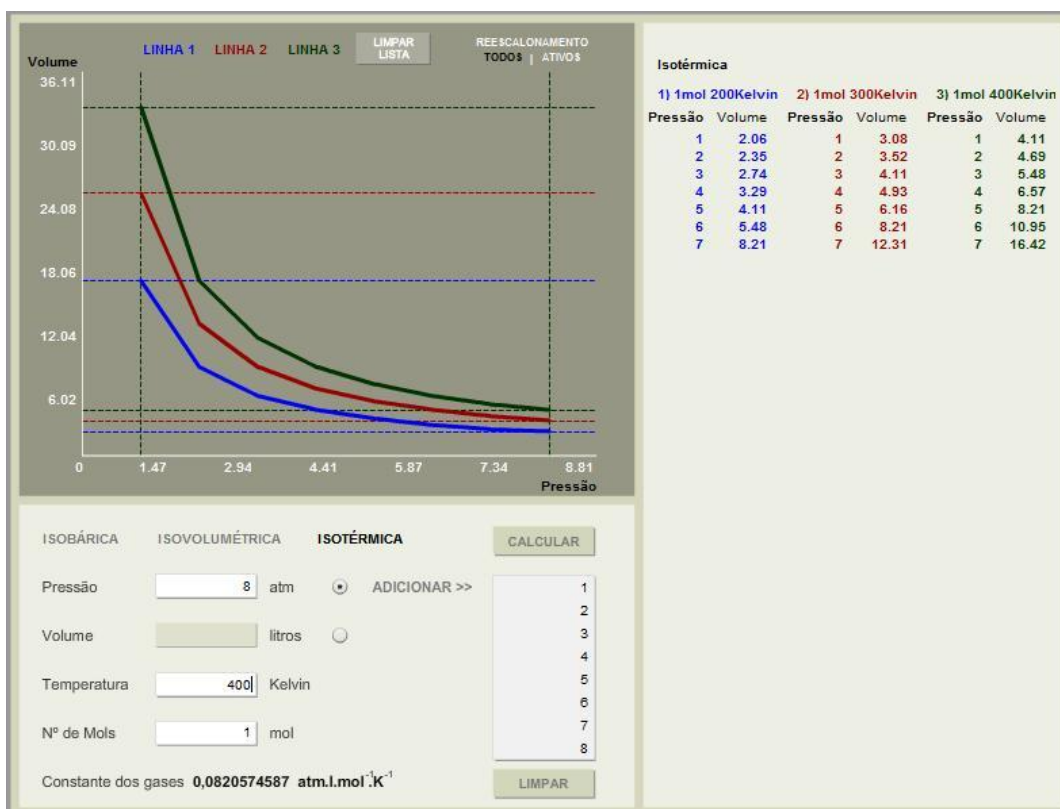 LINHA 1 LINHA 2 LINHA 3 LIMPAR LISTA REESCALONAMENTO
TODOS | ATIVOS
Volume
36.11
30.09
24.08
18.06
12.04
6.02
0 1.47 2.94 4.41 5.87 7.34 8.81
Pressão
Isotérmica
1) 1mol 200Kelvin 2) 1mol 300Kelvin 3) 1mol 400Kelvin
Pressão Volume Pressão Volume Pressão Volume
1 2.06 1 3.08 1 4.11
2 2.35 2 3.52 2 4.69
3 2.74 3 4.11 3 5.48
4 3.29 4 4.93 4 6.57
5 4.11 5 6.16 5 8.21
6 5.48 6 8.21 6 10.95
7 8.21 7 12.31 7 16.42
ISOBÁRICA ISOVOLUMÉTRICA ISOTÉRMICA CALCULAR
Pressão 8 atm ADICIONAR >>
Volume litros
Temperatura 400 Kelvin
Nº de Mols 1 mol
1
2
3
4
5
6
7
8
Constante dos gases 0,0820574587 atm.l.mol⁻¹.K⁻¹
LIMPAR